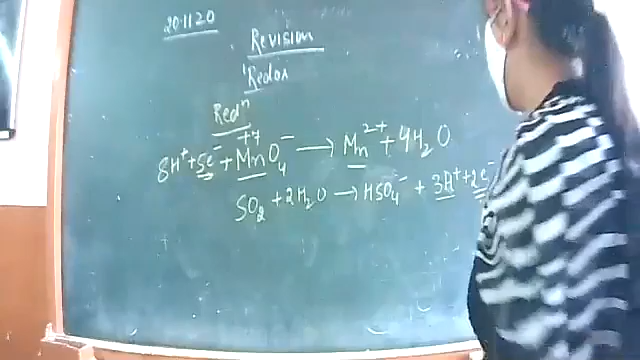 20.11.20
Revision
Redox
Redⁿ
+7
8H⁺+5e⁻ + MnO₄⁻ → Mn²⁺ + 4H₂O
SO₂ + 2H₂O → HSO₄⁻ + 3H⁺+2e⁻